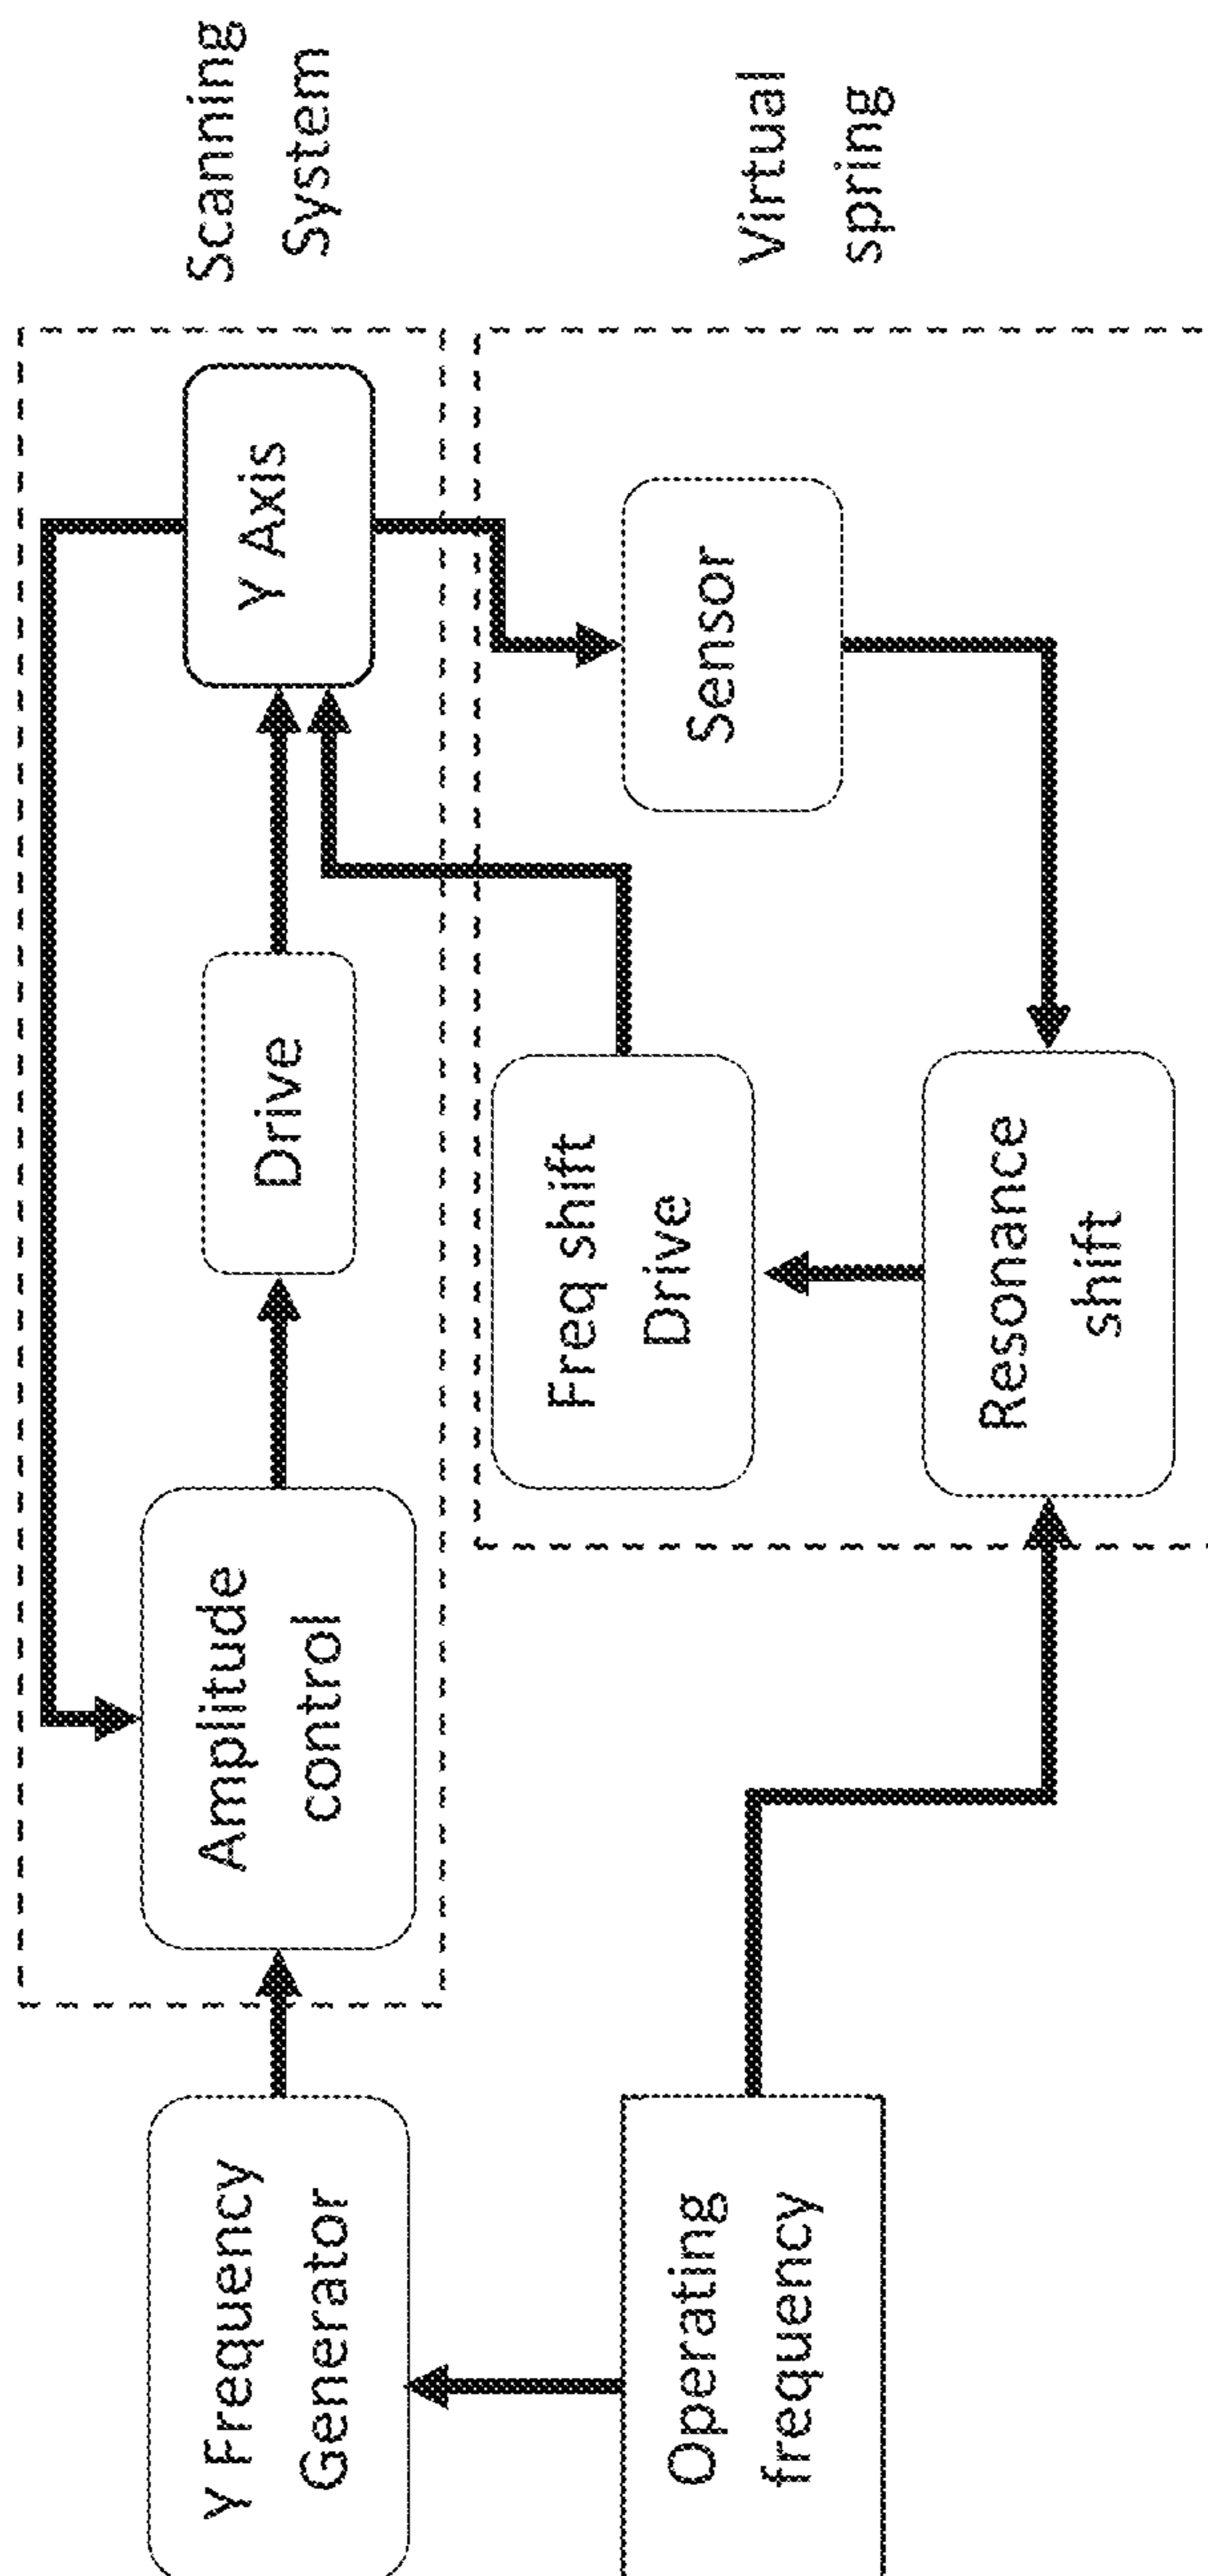 Y Frequency
Generator
Amplitude
control
Drive
Y Axis
Scanning
System
Operating
frequency
Freq shift
Drive
Resonance
shift
Sensor
Virtual
spring